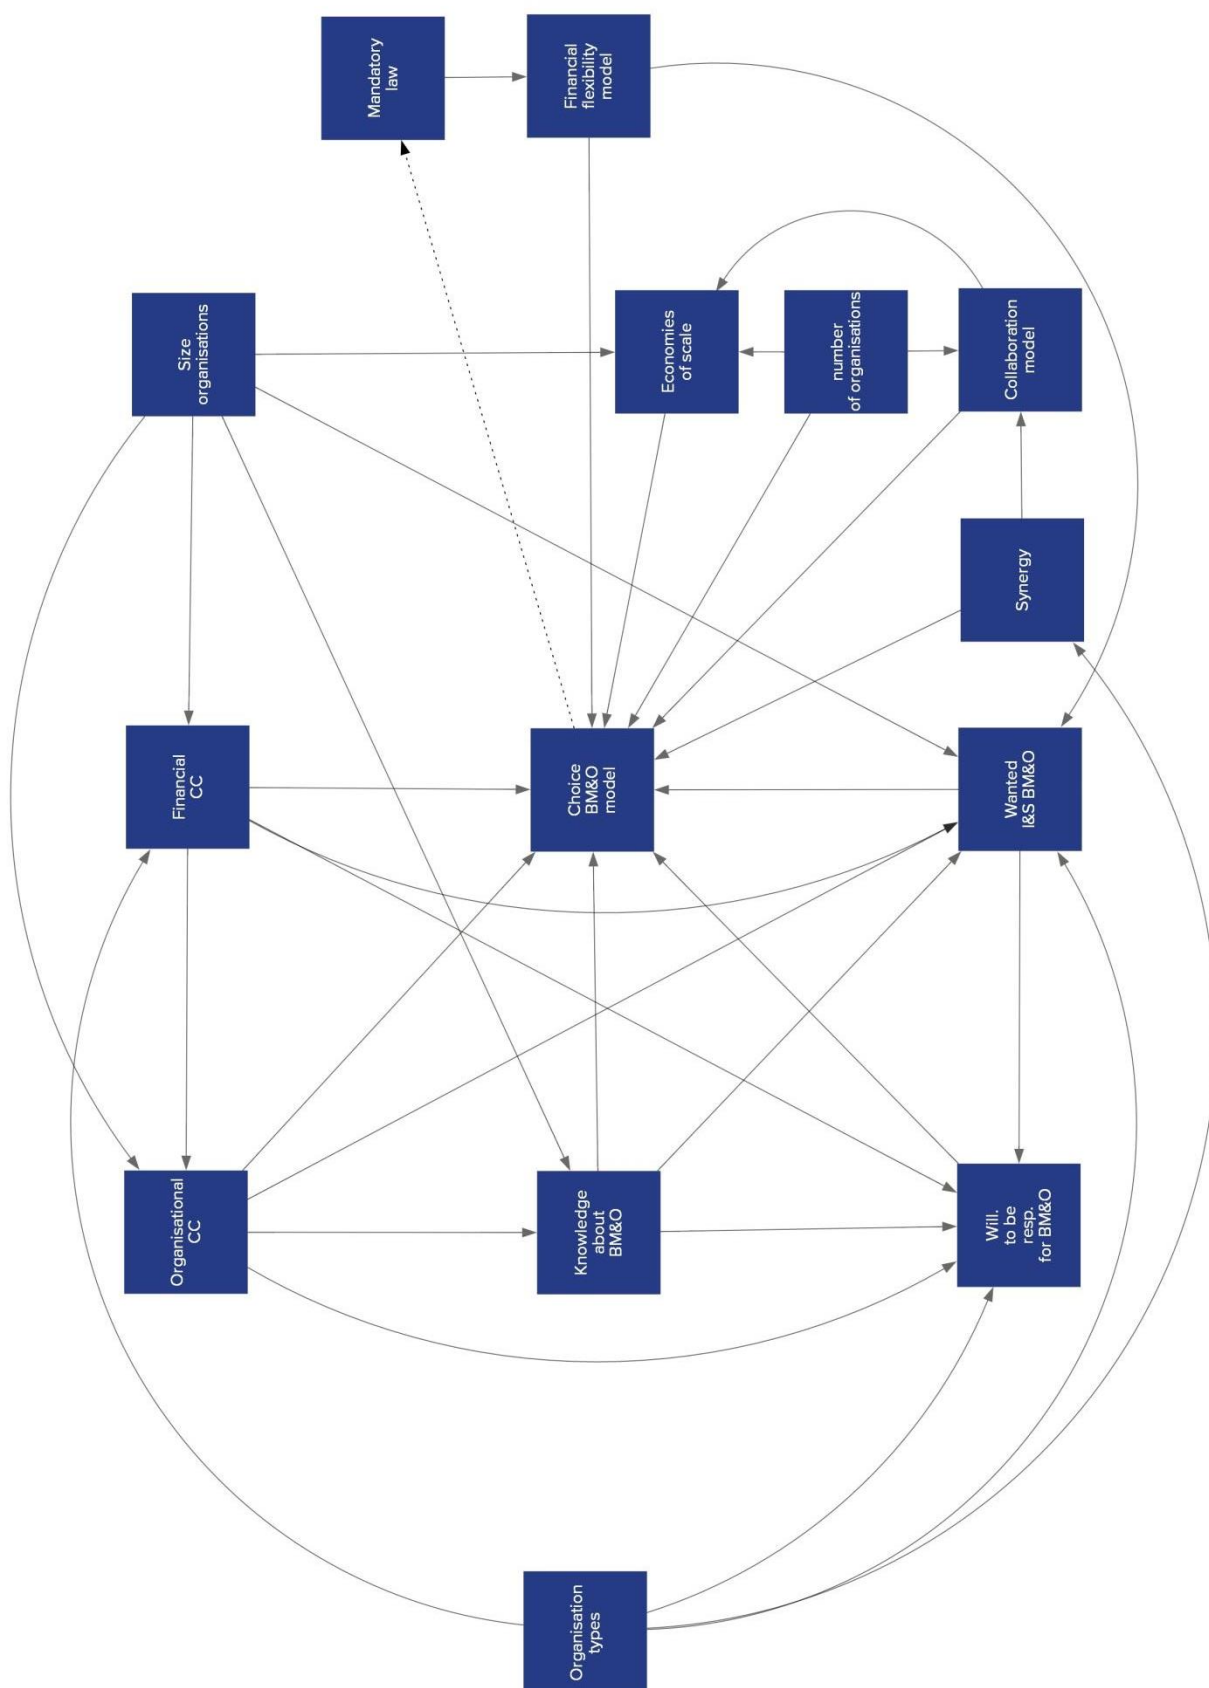 Mandatory
law
Financial
flexibility
model
Size
organisations
Economies
of scale
number
of organisations
Collaboration
model
Synergy
Financial
CC
Choice
BM&O
model
Wanted
I&S BM&O
Organisational
CC
Knowledge
about
BM&O
Will.
to be
resp.
for BM&O
Organisation
types